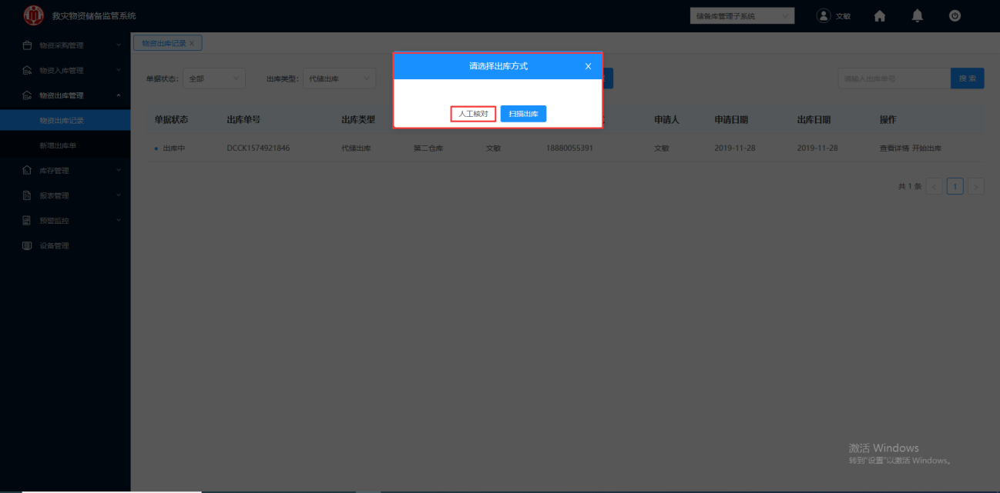 救灾物资储备监管系统
储备库管理子系统
文敏
物资采购管理
物资入库管理
物资出库管理
物资出库记录
新增出库单
库存管理
报表管理
预警监控
设备管理
物资出库记录 X
单据状态: 全部
出库类型: 代储出库
请输入出库单号
搜 索
请选择出库方式
X
人工核对
扫描出库
单据状态 出库单号 出库类型 申请人 申请日期 出库日期 操作
出库中 DCCK1574921846 代储出库 第二仓库 文敏 18880055391 文敏 2019-11-28 2019-11-28 查看详情 开始出库
共 1 条 < 1 >
激活 Windows
转到"设置"以激活 Windows。